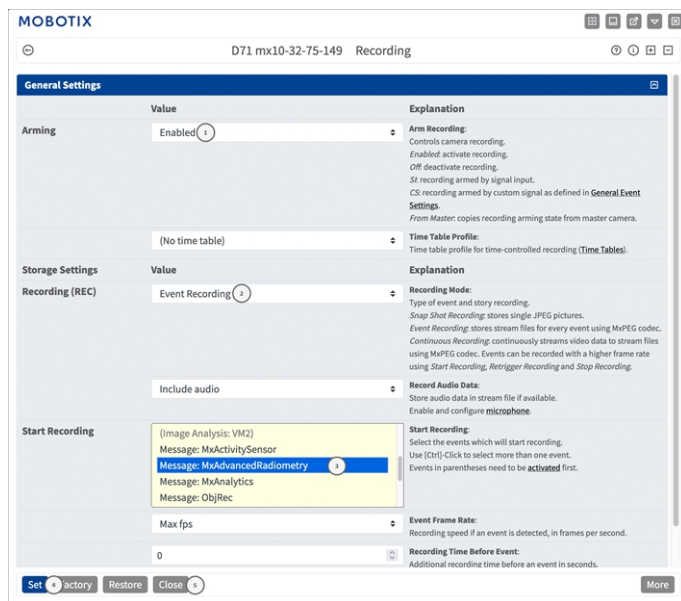 MOBOTIX
D71 mx10-32-75-149 Recording
General Settings
Value Explanation
Arming Enabled 1 Arm Recording:
Controls camera recording.
Enabled: activate recording.
Off: deactivate recording.
SI: recording armed by signal input.
CS: recording armed by custom signal as defined in General Event
Settings.
From Master: copies recording arming state from master camera.
(No time table) Time Table Profile:
Time table profile for time-controlled recording (Time Tables).
Storage Settings Value Explanation
Recording (REC) Event Recording 2 Recording Mode:
Type of event and story recording.
Snap Shot Recording: stores single JPEG pictures.
Event Recording: stores stream files for every event using MxPEG codec.
Continuous Recording: continuously streams video data to stream files
using MxPEG codec. Events can be recorded with a higher frame rate
using Start Recording, Retrigger Recording and Stop Recording.
Include audio Record Audio Data:
Store audio data in stream file if available.
Enable and configure microphone.
Start Recording (Image Analysis: VM2) Start Recording:
Message: MxActivitySensor Select the events which will start recording.
Message: MxAdvancedRadiometry 3 Use [Ctrl]-Click to select more than one event.
Message: MxAnalytics Events in parentheses need to be activated first.
Message: ObjRec
Max fps Event Frame Rate:
Recording speed if an event is detected, in frames per second.
0 Recording Time Before Event:
Additional recording time before an event in seconds.
Set 4 actory Restore Close 5 More